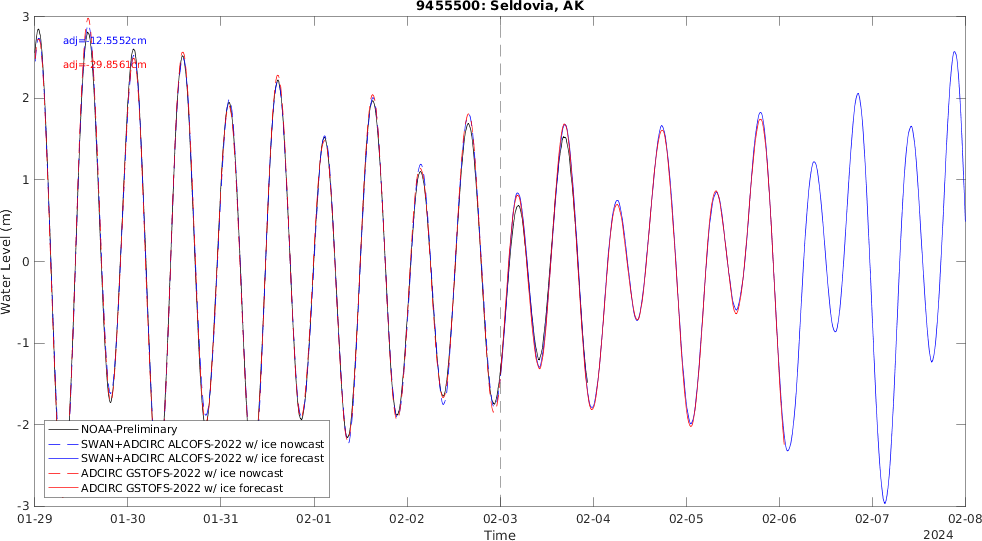 9455500: Seldovia, AK
3
2
1
0
-1
-2
-3
Water Level (m)
adj=-12.5552cm
adj=-29.8561cm
NOAA-Preliminary
SWAN+ADCIRC ALCOFS-2022 w/ ice nowcast
SWAN+ADCIRC ALCOFS-2022 w/ ice forecast
ADCIRC GSTOFS-2022 w/ ice nowcast
ADCIRC GSTOFS-2022 w/ ice forecast
01-29 01-30 01-31 02-01 02-02 02-03 02-04 02-05 02-06 02-07 02-08
Time
2024